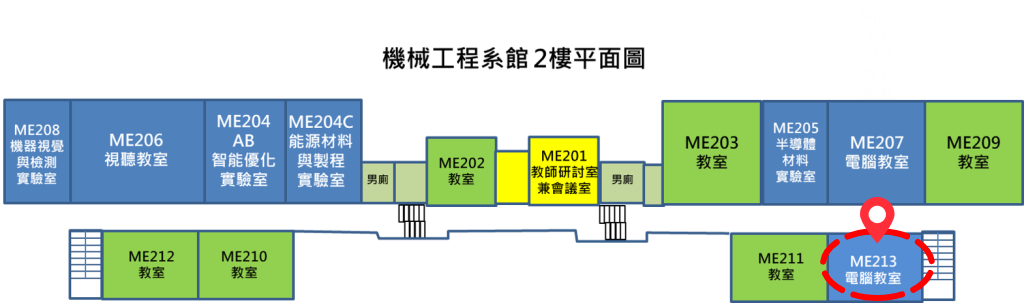 機械工程系館 2樓平面圖
ME208
機器視覺
與檢測
實驗室
ME206
視聽教室
ME204
AB
智能優化
實驗室
ME204C
能源材料
與製程
實驗室
男廁
ME202
教室
ME201
教師研討室
兼會議室
男廁
ME203
教室
ME205
半導體
材料
實驗室
ME207
電腦教室
ME209
教室
ME212
教室
ME210
教室
ME211
教室
ME213
電腦教室